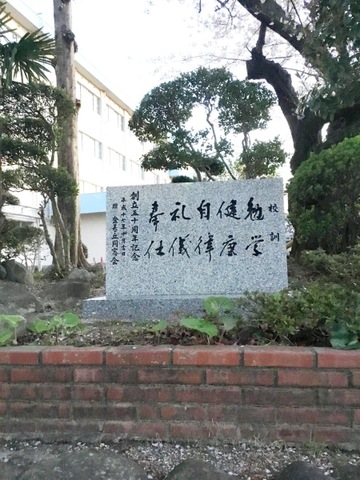 校訓
勉学
健康
自律
礼儀
奉仕
創立五十周年記念